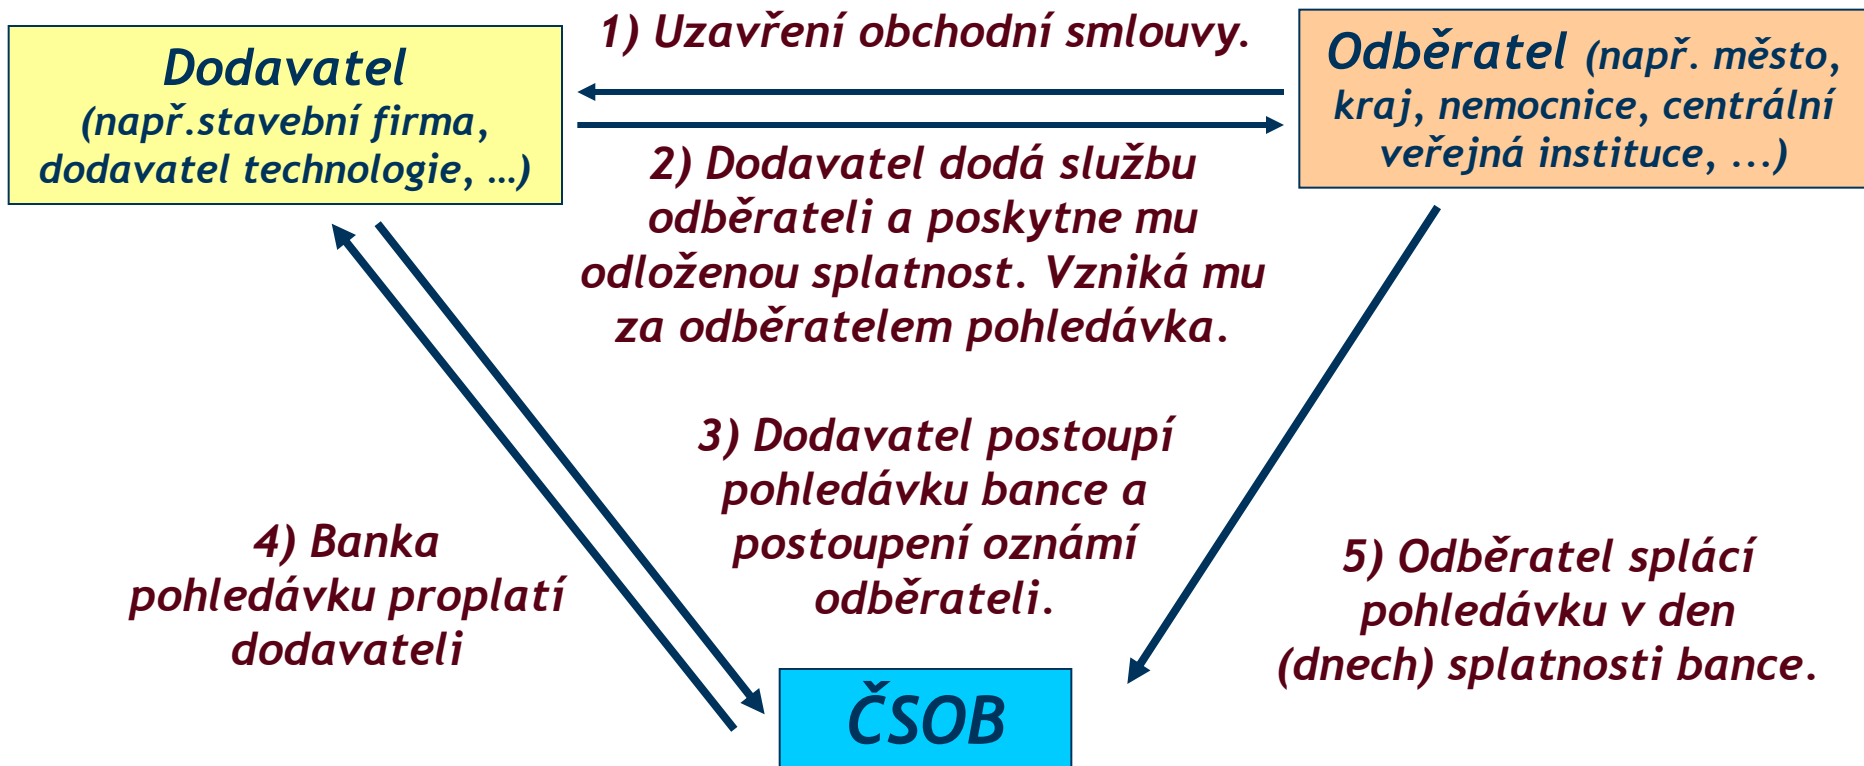 1) Uzavření obchodní smlouvy.
Dodavatel
(např.stavební firma,
dodavatel technologie, …)
Odběratel (např. město,
kraj, nemocnice, centrální
veřejná instituce, ...)
2) Dodavatel dodá službu
odběrateli a poskytne mu
odloženou splatnost. Vzniká mu
za odběratelem pohledávka.
3) Dodavatel postoupí
pohledávku bance a
postoupení oznámí
odběrateli.
4) Banka
pohledávku proplatí
dodavateli
5) Odběratel splácí
pohledávku v den
(dnech) splatnosti bance.
ČSOB